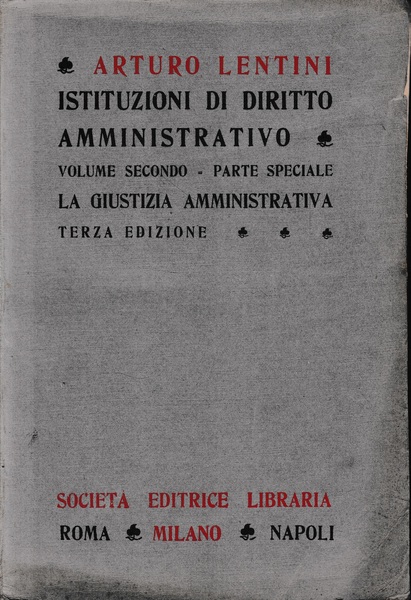 ARTURO LENTINI
ISTITUZIONI DI DIRITTO
AMMINISTRATIVO
VOLUME SECONDO - PARTE SPECIALE
LA GIUSTIZIA AMMINISTRATIVA
TERZA EDIZIONE
SOCIETÀ EDITRICE LIBRARIA
ROMA MILANO NAPOLI